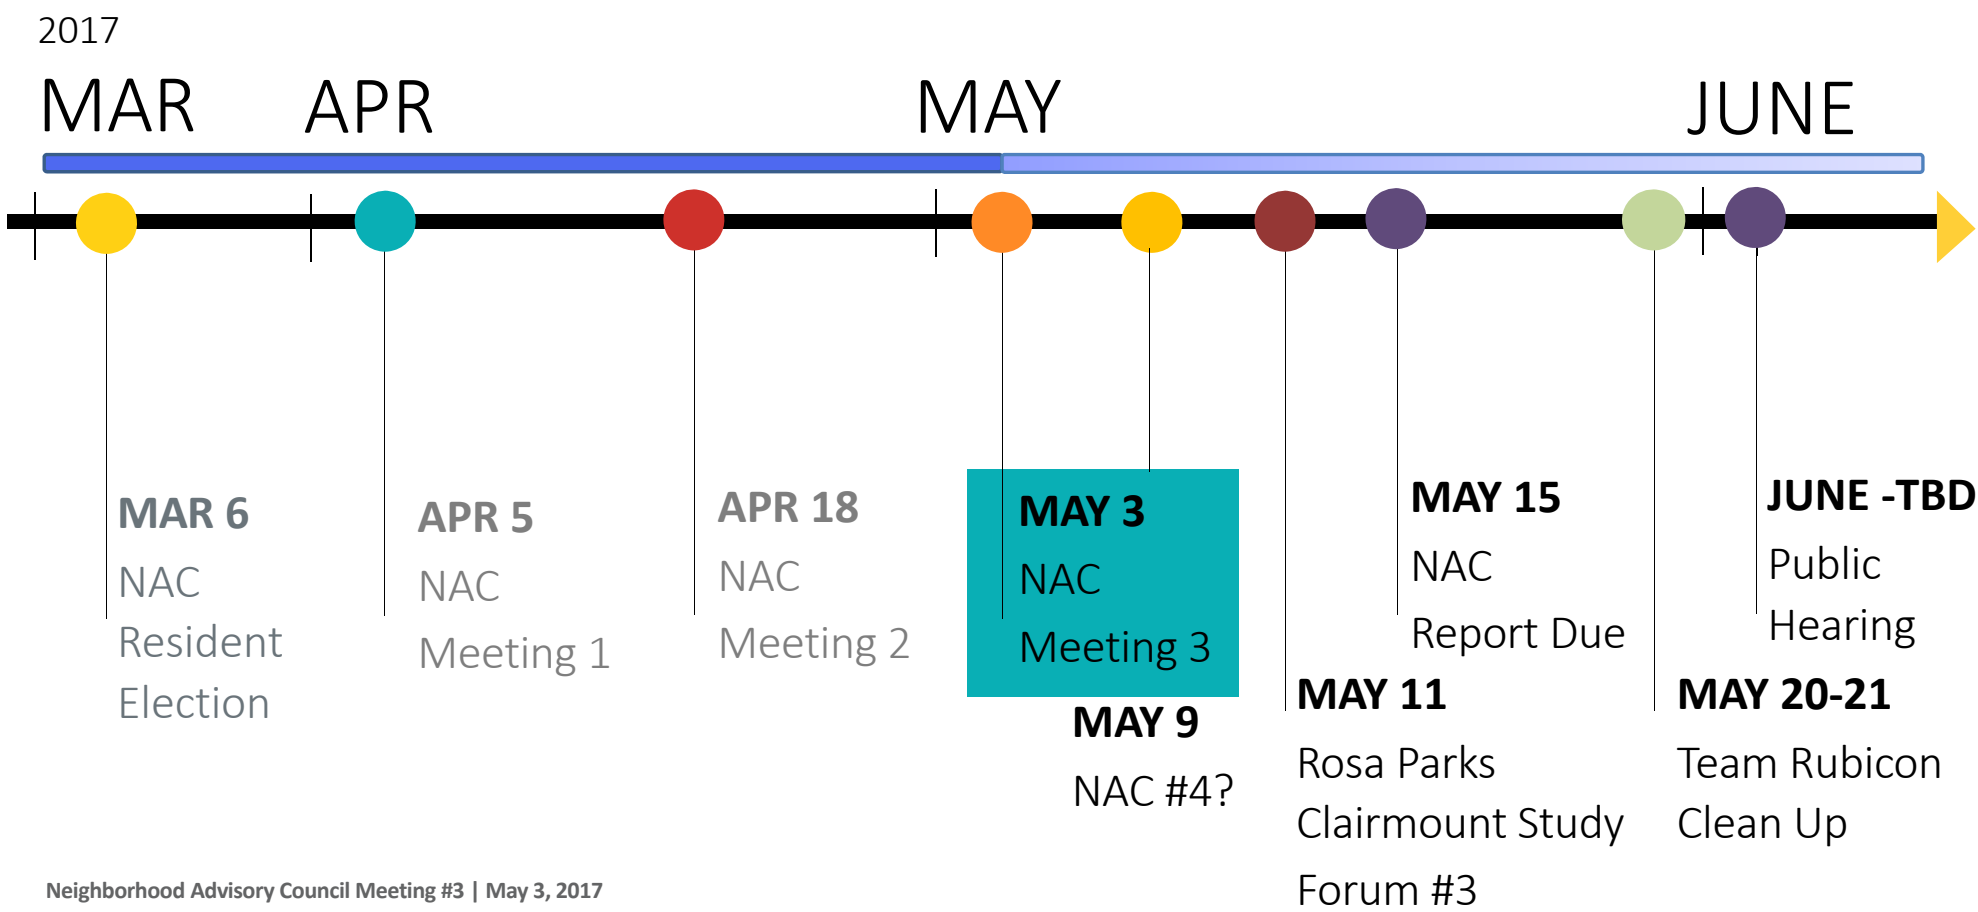 2017
MAR
APR
MAY
JUNE
MAR 6
NAC
Resident
Election
APR 5
NAC
Meeting 1
APR 18
NAC
Meeting 2
MAY 3
NAC
Meeting 3
MAY 9
NAC #4?
MAY 11
Rosa Parks
Clairmount Study
Forum #3
MAY 15
NAC
Report Due
MAY 20-21
Team Rubicon
Clean Up
JUNE -TBD
Public
Hearing
Neighborhood Advisory Council Meeting #3 | May 3, 2017